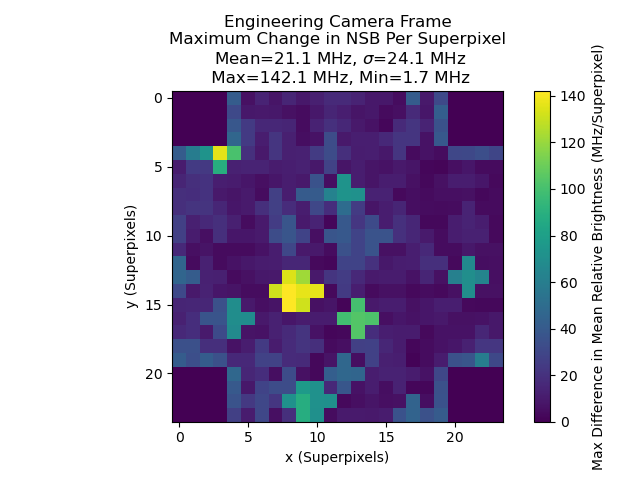 Engineering Camera Frame
Maximum Change in NSB Per Superpixel
Mean=21.1 MHz, σ=24.1 MHz
Max=142.1 MHz, Min=1.7 MHz
0
5
10
15
20
y (Superpixels)
0
5
10
15
20
x (Superpixels)
140
120
100
80
60
40
20
0
Max Difference in Mean Relative Brightness (MHz/Superpixel)